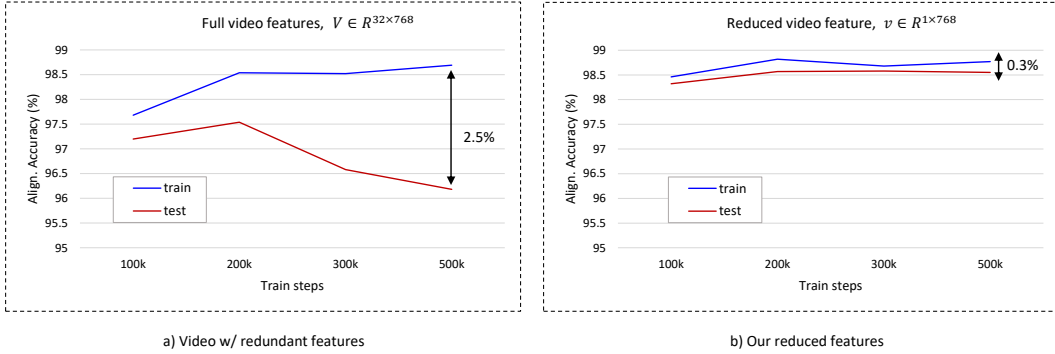 Full video features, V ∈ R^{32×768}
Align. Accuracy (%)
99
98.5
98
97.5
97
96.5
96
95.5
95
2.5%
train
test
100k
200k
300k
500k
Train steps
a) Video w/ redundant features
Reduced video feature, v ∈ R^{1×768}
Align. Accuracy (%)
99
98.5
98
97.5
97
96.5
96
95.5
95
0.3%
train
test
100k
200k
300k
500k
Train steps
b) Our reduced features